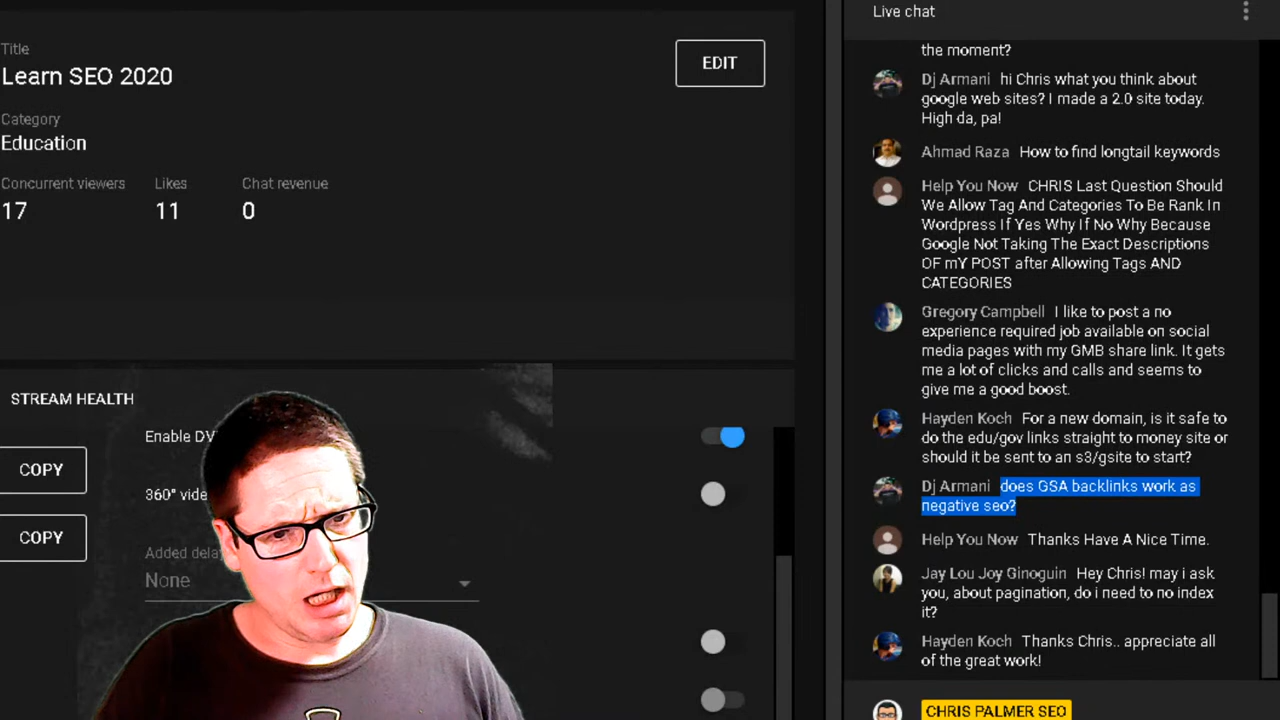 Title
Learn SEO 2020
EDIT
Category
Education
Concurrent viewers
Likes
Chat revenue
17
11
0
STREAM HEALTH
Enable DV
COPY
360° vide
COPY
Added delay
None
Live chat
the moment?
Dj Armani hi Chris what you think about
google web sites? I made a 2.0 site today.
High da, pa!
Ahmad Raza How to find longtail keywords
Help You Now CHRIS Last Question Should
We Allow Tag And Categories To Be Rank In
Wordpress If Yes Why If No Why Because
Google Not Taking The Exact Descriptions
OF mY POST after Allowing Tags AND
CATEGORIES
Gregory Campbell I like to post a no
experience required job available on social
media pages with my GMB share link. It gets
me a lot of clicks and calls and seems to
give me a good boost.
Hayden Koch For a new domain, is it safe to
do the edu/gov links straight to money site or
should it be sent to an s3/gsite to start?
Dj Armani does GSA backlinks work as
negative seo?
Help You Now Thanks Have A Nice Time.
Jay Lou Joy Ginoguin Hey Chris! may i ask
you, about pagination, do i need to no index
it?
Hayden Koch Thanks Chris.. appreciate all
of the great work!
CHRIS PALMER SEO